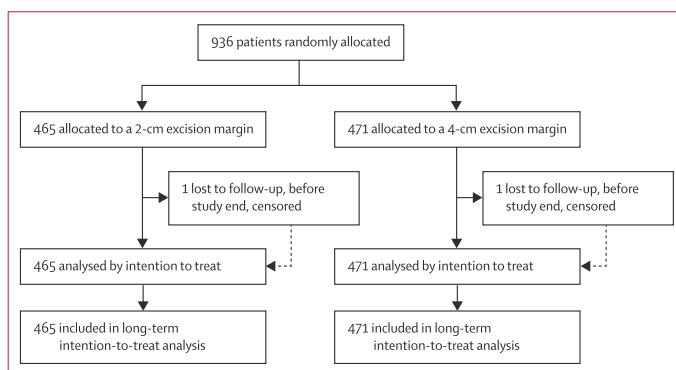 936 patients randomly allocated
465 allocated to a 2-cm excision margin
471 allocated to a 4-cm excision margin
1 lost to follow-up, before
study end, censored
1 lost to follow-up, before
study end, censored
465 analysed by intention to treat
471 analysed by intention to treat
465 included in long-term
intention-to-treat analysis
471 included in long-term
intention-to-treat analysis